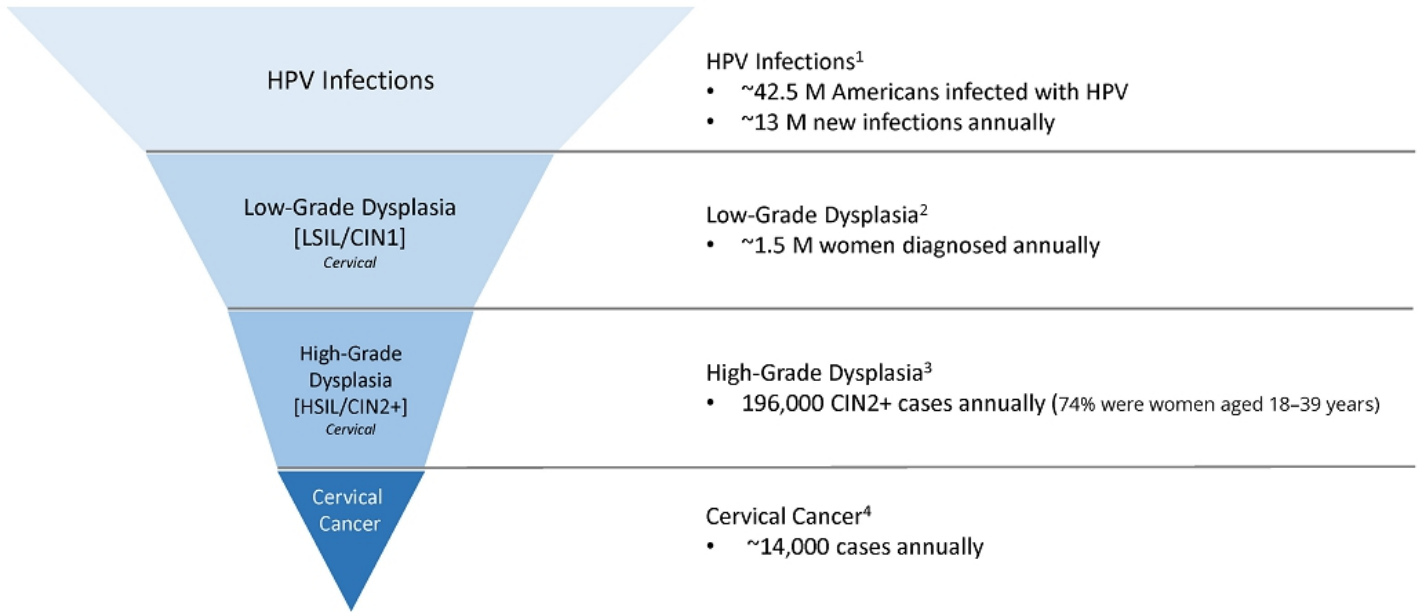 HPV Infections
HPV Infections¹
• ~42.5 M Americans infected with HPV
• ~13 M new infections annually
Low-Grade Dysplasia
[LSIL/CIN1]
Cervical
Low-Grade Dysplasia²
• ~1.5 M women diagnosed annually
High-Grade
Dysplasia
[HSIL/CIN2+]
Cervical
High-Grade Dysplasia³
• 196,000 CIN2+ cases annually (74% were women aged 18–39 years)
Cervical
Cancer
Cervical Cancer⁴
• ~14,000 cases annually